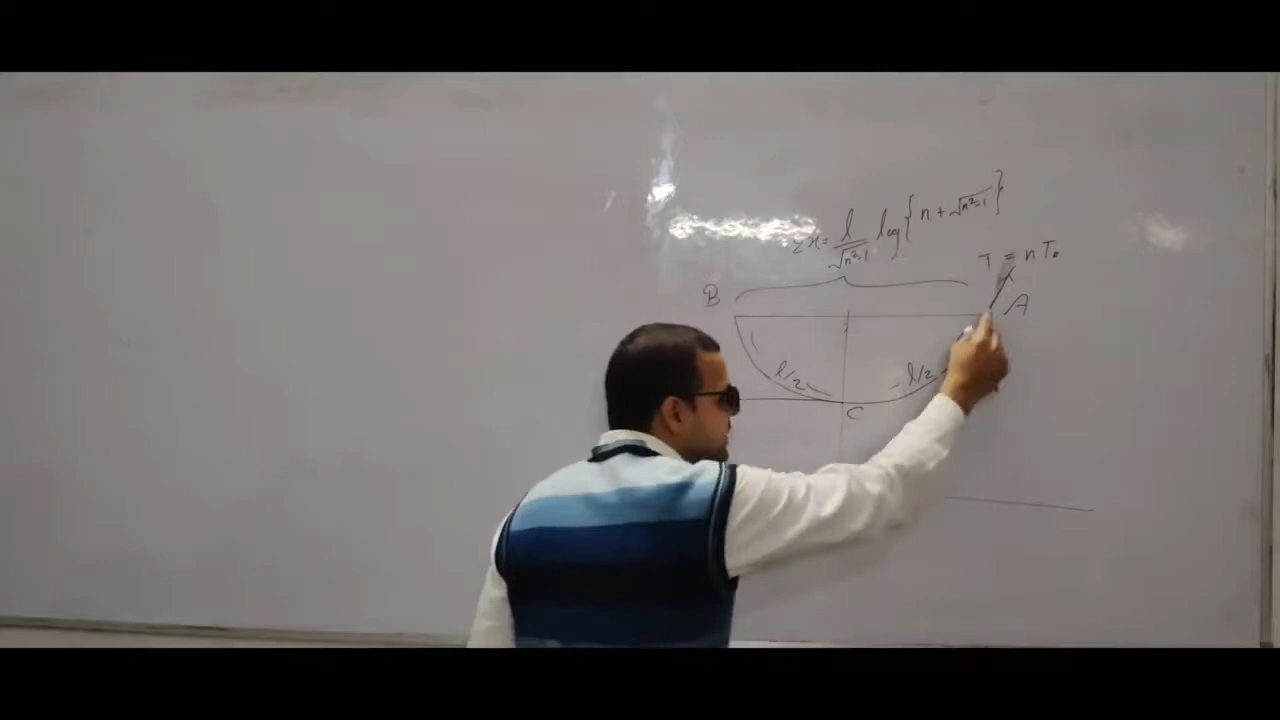 2x = l/√n²-1 log{n + √n²-1}
T = nT₀
B
A
l/2
l/2
C